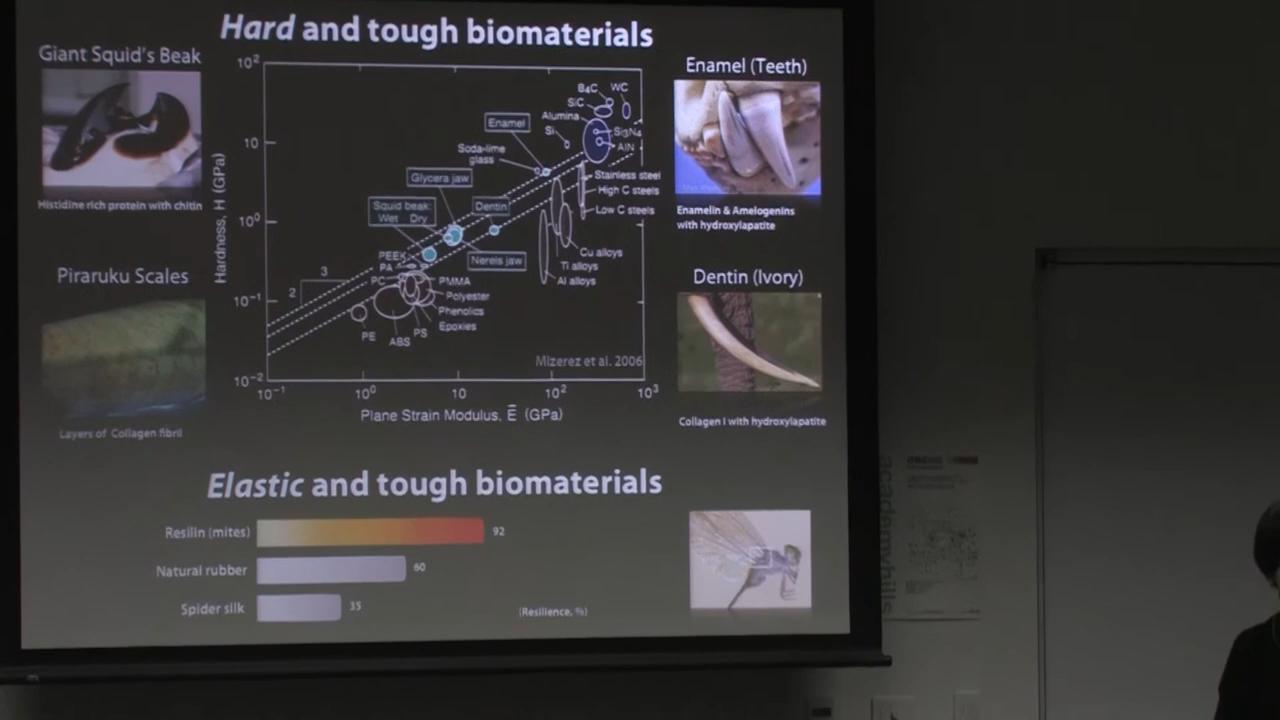 Hard and tough biomaterials
Giant Squid's Beak
Histidine rich protein with chitin
Piraruku Scales
Layers of Collagen fibril
Hardness, H (GPa)
10²
10
10⁰
10⁻¹
10⁻²
10⁻¹
10⁰
10
10²
10³
Plane Strain Modulus, E̅ (GPa)
B₄C
WC
SiC
Alumina
Si
Si₃N₄
AlN
Enamel
Soda-lime
glass
Stainless steel
High C steels
Low C steels
Glycera jaw
Squid beak:
Wet Dry
Dentin
Nereis jaw
Cu alloys
Ti alloys
Al alloys
PEEK
PA
PC
PMMA
Polyester
Phenolics
Epoxies
PS
ABS
PE
3
2
Mizerez et al. 2006
Enamel (Teeth)
Enamelin & Amelogenins
with hydroxylapatite
Dentin (Ivory)
Collagen I with hydroxylapatite
Elastic and tough biomaterials
Resilin (mites)
92
Natural rubber
60
Spider silk
35
(Resilience, %)
academyhills